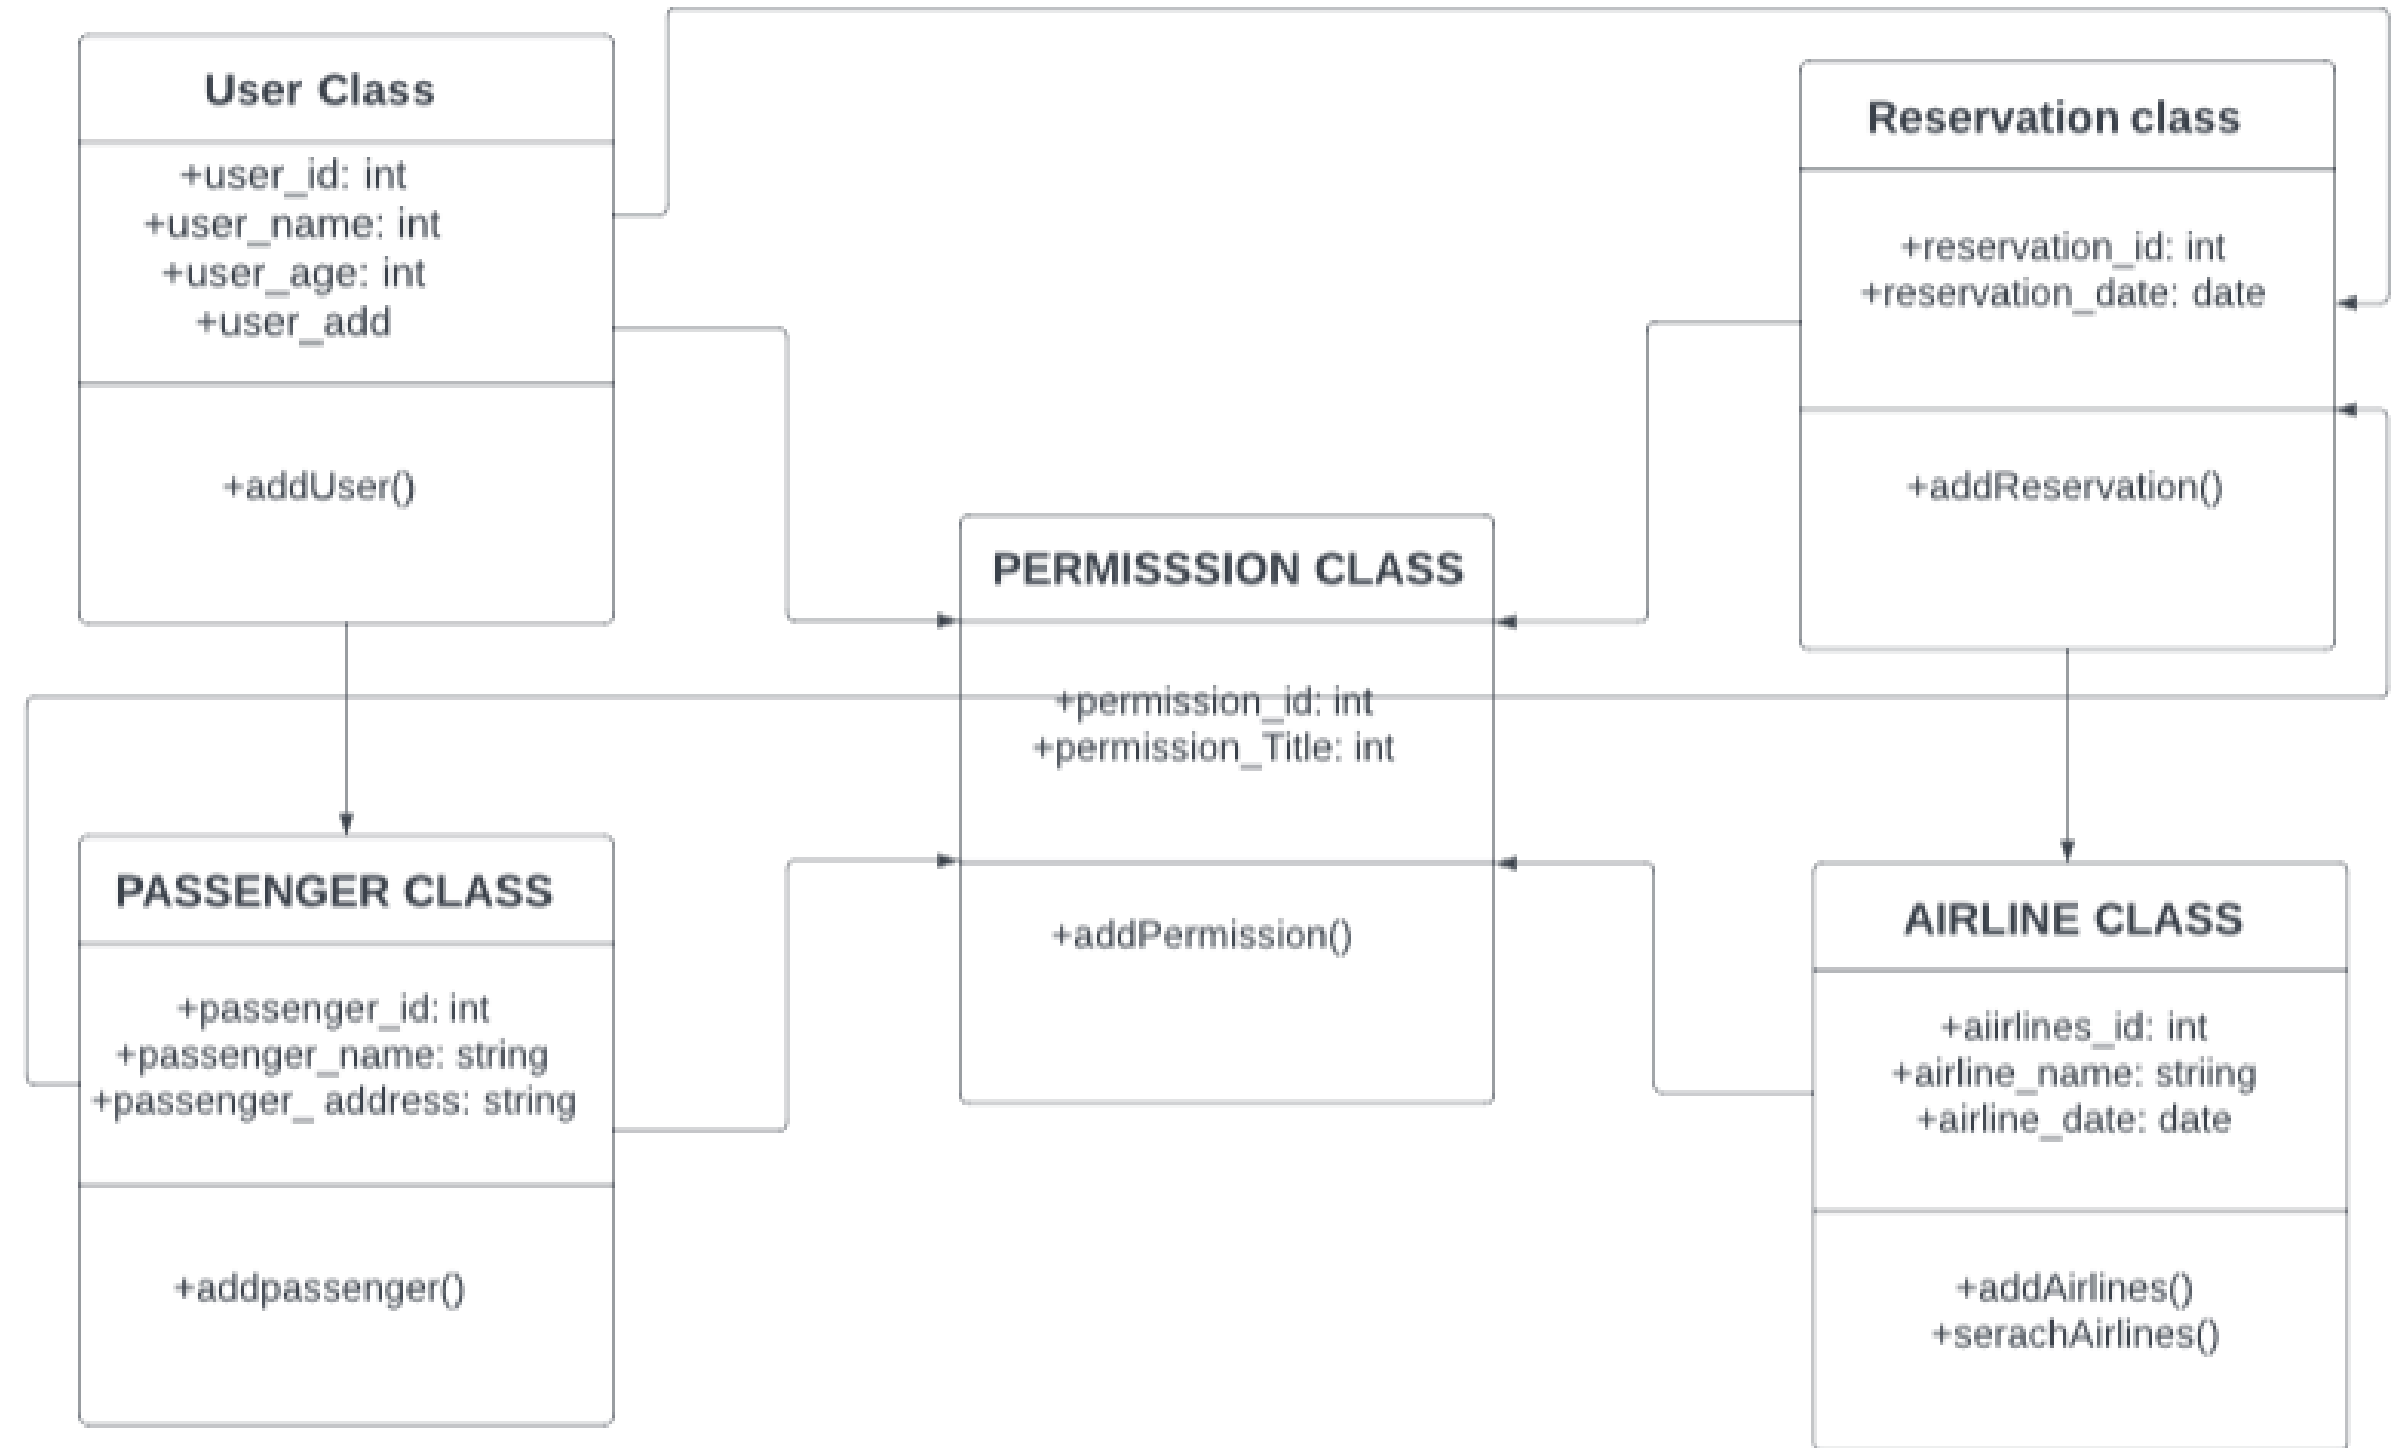 User Class
+user_id: int
+user_name: int
+user_age: int
+user_add
+addUser()
Reservation class
+reservation_id: int
+reservation_date: date
+addReservation()
PERMISSSION CLASS
+permission_id: int
+permission_Title: int
+addPermission()
PASSENGER CLASS
+passenger_id: int
+passenger_name: string
+passenger_ address: string
+addpassenger()
AIRLINE CLASS
+aiirlines_id: int
+airline_name: striing
+airline_date: date
+addAirlines()
+serachAirlines()